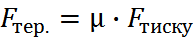 Fтер. = μ · Fтиску